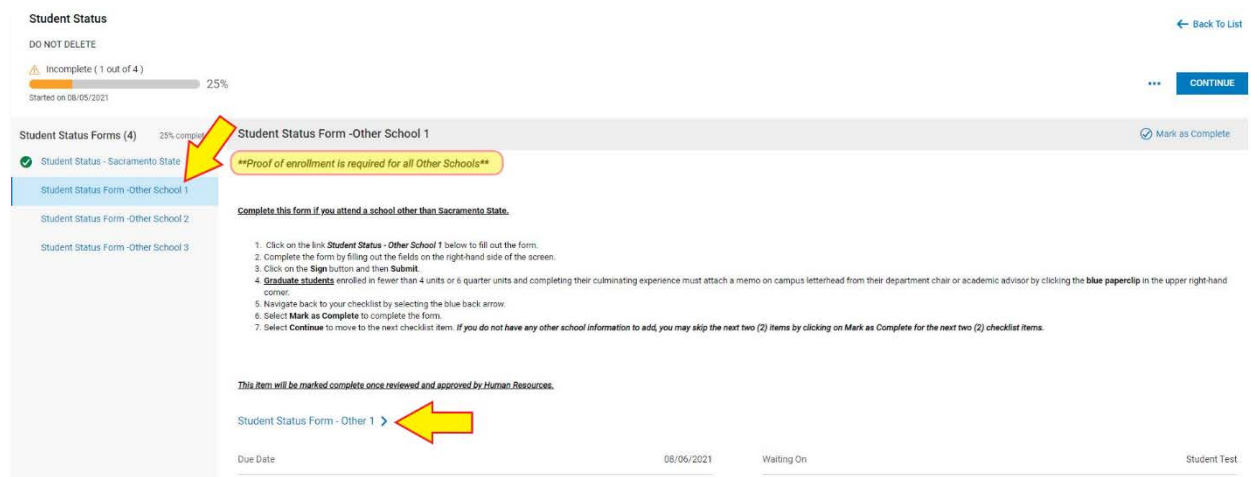 Student Status
← Back To List
DO NOT DELETE
Incomplete ( 1 out of 4 )
25%
Started on 08/05/2021
••• CONTINUE
Student Status Forms (4) 25% complet
Student Status Form -Other School 1
Mark as Complete
Student Status - Sacramento State
**Proof of enrollment is required for all Other Schools**
Student Status Form -Other School 1
Student Status Form -Other School 2
Student Status Form -Other School 3
Complete this form if you attend a school other than Sacramento State.
1. Click on the link Student Status - Other School 1 below to fill out the form.
2. Complete the form by filling out the fields on the right-hand side of the screen.
3. Click on the Sign button and then Submit.
4. Graduate students enrolled in fewer than 4 units or 6 quarter units and completing their culminating experience must attach a memo on campus letterhead from their department chair or academic advisor by clicking the blue paperclip in the upper right-hand
corner.
5. Navigate back to your checklist by selecting the blue back arrow.
6. Select Mark as Complete to complete the form.
7. Select Continue to move to the next checklist item. If you do not have any other school information to add, you may skip the next two (2) items by clicking on Mark as Complete for the next two (2) checklist items.
This item will be marked complete once reviewed and approved by Human Resources.
Student Status Form - Other 1 >
Due Date 08/06/2021 Waiting On Student Test